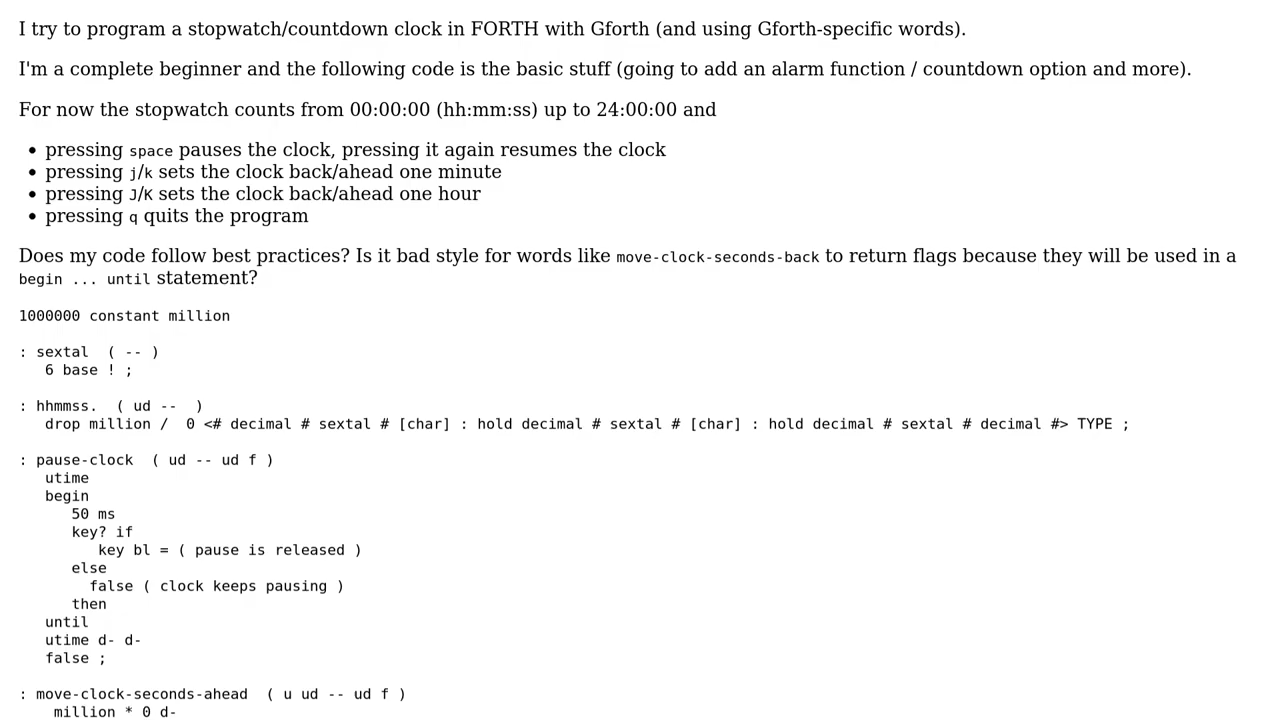 I try to program a stopwatch/countdown clock in FORTH with Gforth (and using Gforth-specific words).
I'm a complete beginner and the following code is the basic stuff (going to add an alarm function / countdown option and more).
For now the stopwatch counts from 00:00:00 (hh:mm:ss) up to 24:00:00 and
• pressing space pauses the clock, pressing it again resumes the clock
• pressing j/k sets the clock back/ahead one minute
• pressing J/K sets the clock back/ahead one hour
• pressing q quits the program
Does my code follow best practices? Is it bad style for words like move-clock-seconds-back to return flags because they will be used in a
begin ... until statement?
1000000 constant million
: sextal  ( -- )
   6 base ! ;
: hhmmss.  ( ud --  )
   drop million /  0 <# decimal # sextal # [char] : hold decimal # sextal # [char] : hold decimal # sextal # decimal #> TYPE ;
: pause-clock  ( ud -- ud f )
   utime
   begin
      50 ms
      key? if
         key bl = ( pause is released )
      else
        false ( clock keeps pausing )
      then
   until
   utime d- d-
   false ;
: move-clock-seconds-ahead  ( u ud -- ud f )
    million * 0 d-